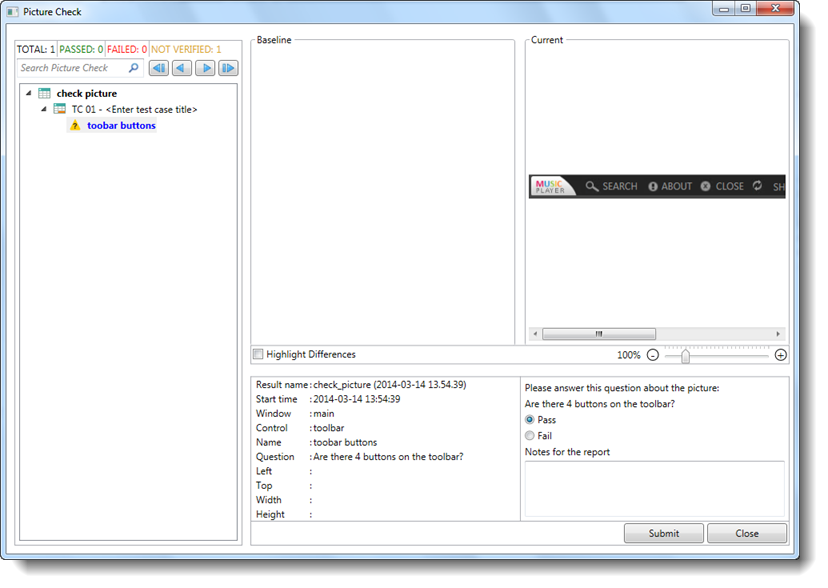 Picture Check
TOTAL: 1 PASSED: 0 FAILED: 0 NOT VERIFIED: 1
Search Picture Check
check picture
TC 01 - <Enter test case title>
toobar buttons
Baseline
Current
MUSIC
PLAYER
SEARCH ABOUT CLOSE SH
Highlight Differences
100%
Result name : check_picture (2014-03-14 13.54.39)
Start time : 2014-03-14 13:54:39
Window : main
Control : toolbar
Name : toobar buttons
Question : Are there 4 buttons on the toolbar?
Left :
Top :
Width :
Height :
Please answer this question about the picture:
Are there 4 buttons on the toolbar?
Pass
Fail
Notes for the report
Submit Close